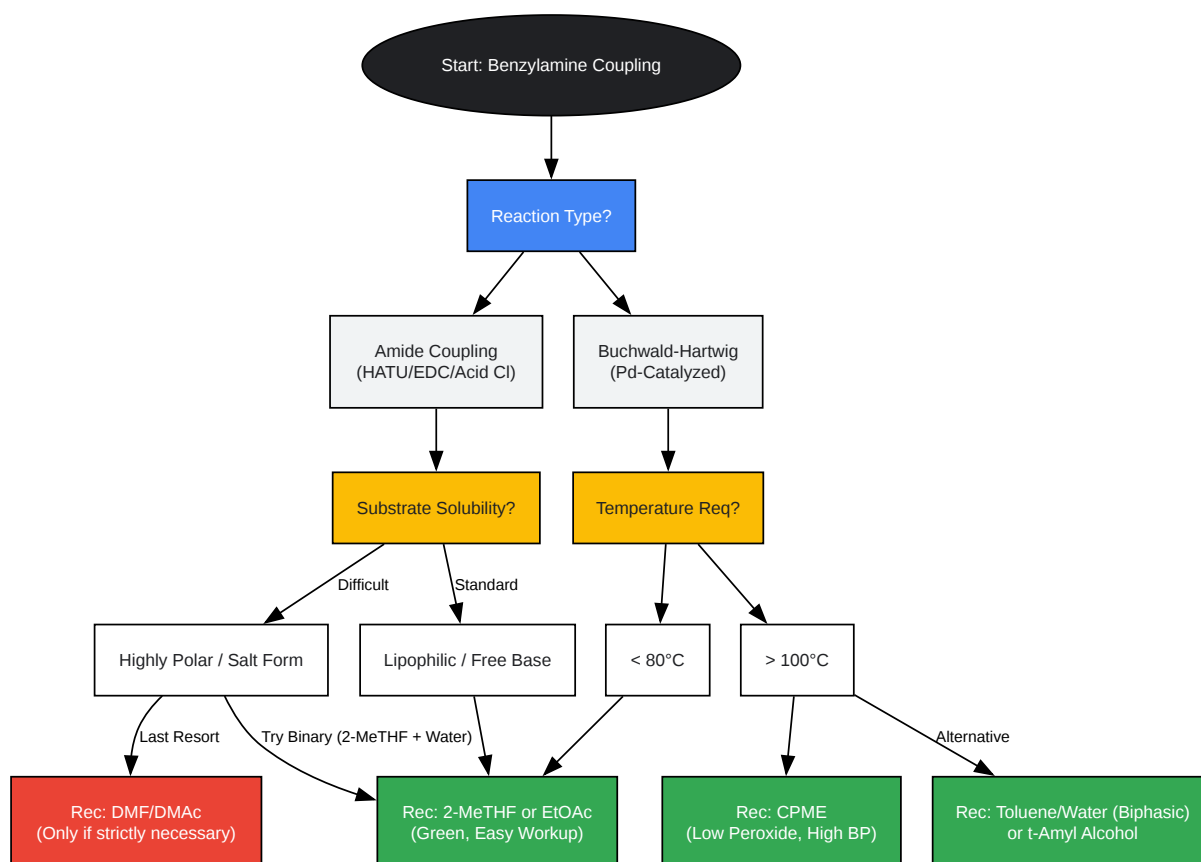 Start: Benzylamine Coupling
Reaction Type?
Amide Coupling
(HATU/EDC/Acid Cl)
Buchwald-Hartwig
(Pd-Catalyzed)
Substrate Solubility?
Temperature Req?
Difficult
Standard
Highly Polar / Salt Form
Lipophilic / Free Base
< 80°C
> 100°C
Last Resort
Try Binary (2-MeTHF + Water)
Alternative
Rec: DMF/DMAc
(Only if strictly necessary)
Rec: 2-MeTHF or EtOAc
(Green, Easy Workup)
Rec: CPME
(Low Peroxide, High BP)
Rec: Toluene/Water (Biphasic)
or t-Amyl Alcohol